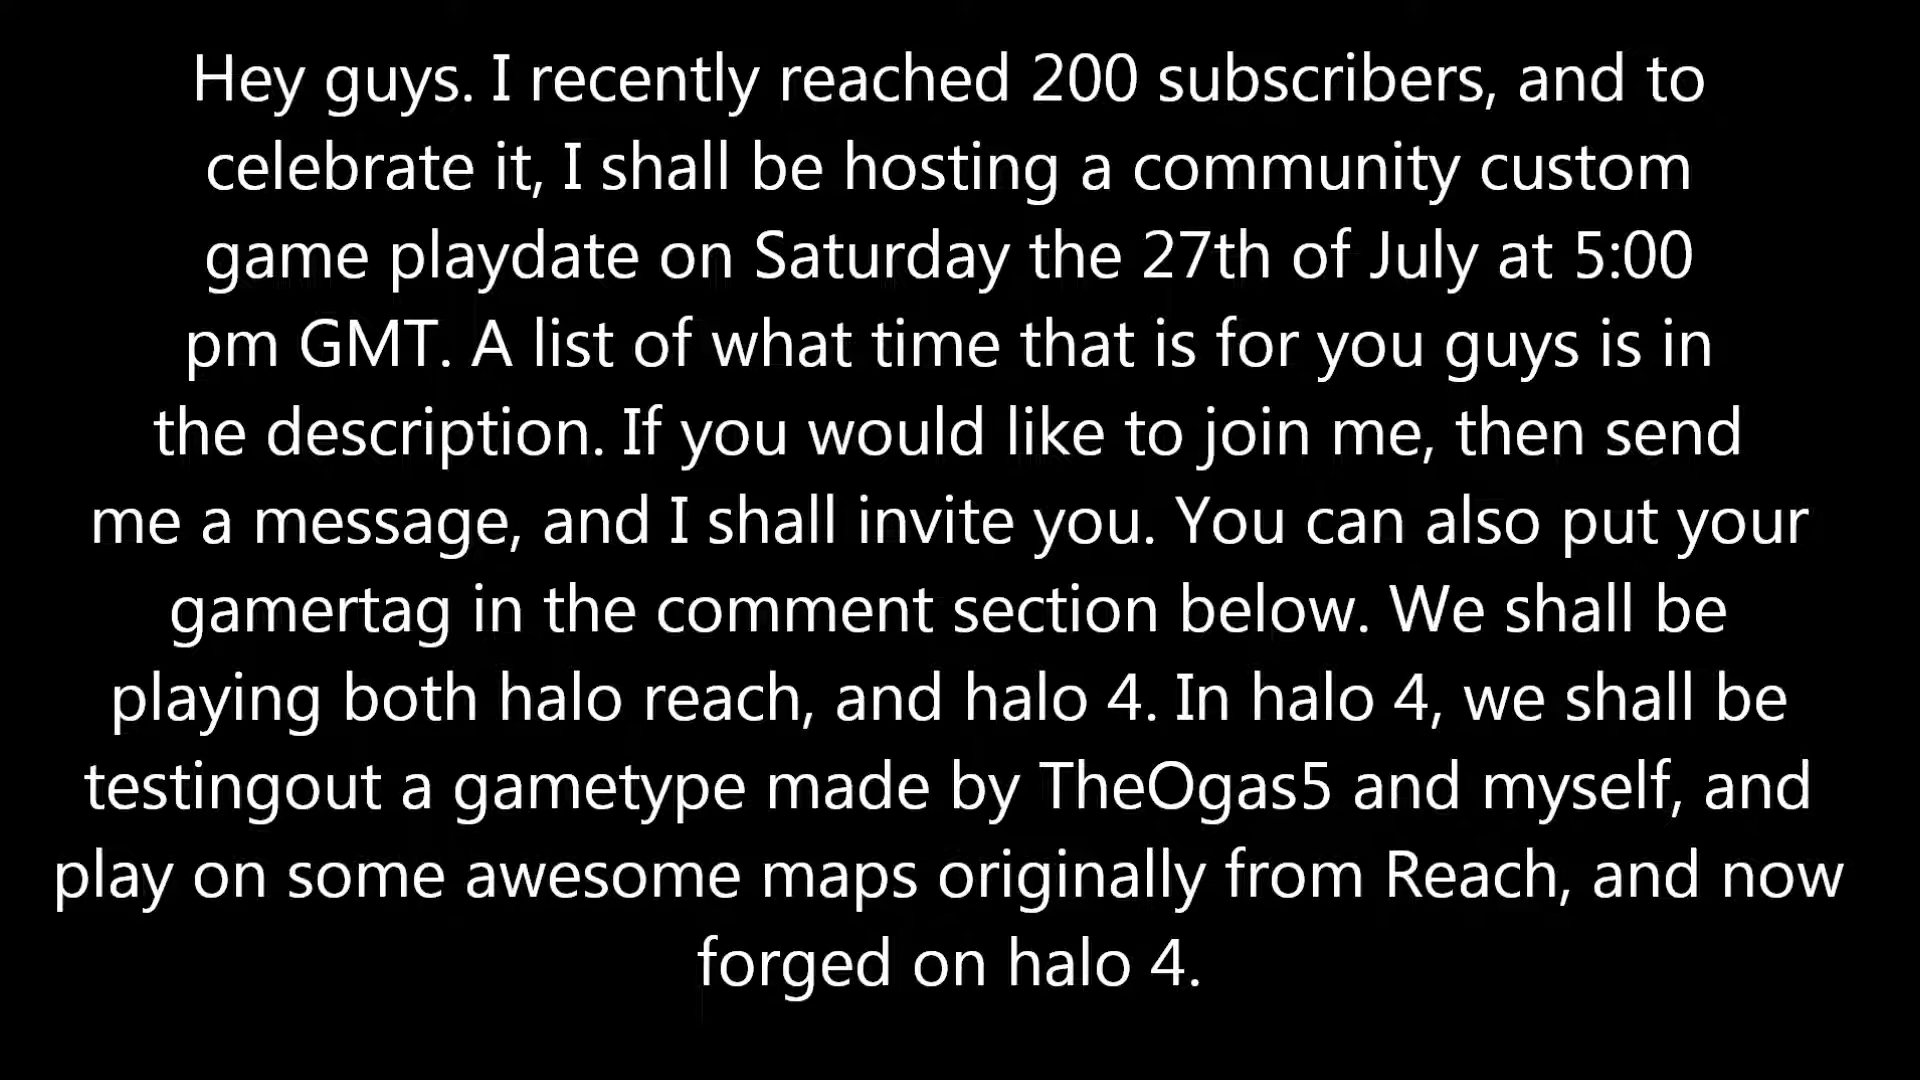 Hey guys. I recently reached 200 subscribers, and to
celebrate it, I shall be hosting a community custom
game playdate on Saturday the 27th of July at 5:00
pm GMT. A list of what time that is for you guys is in
the description. If you would like to join me, then send
me a message, and I shall invite you. You can also put your
gamertag in the comment section below. We shall be
playing both halo reach, and halo 4. In halo 4, we shall be
testingout a gametype made by TheOgas5 and myself, and
play on some awesome maps originally from Reach, and now
forged on halo 4.